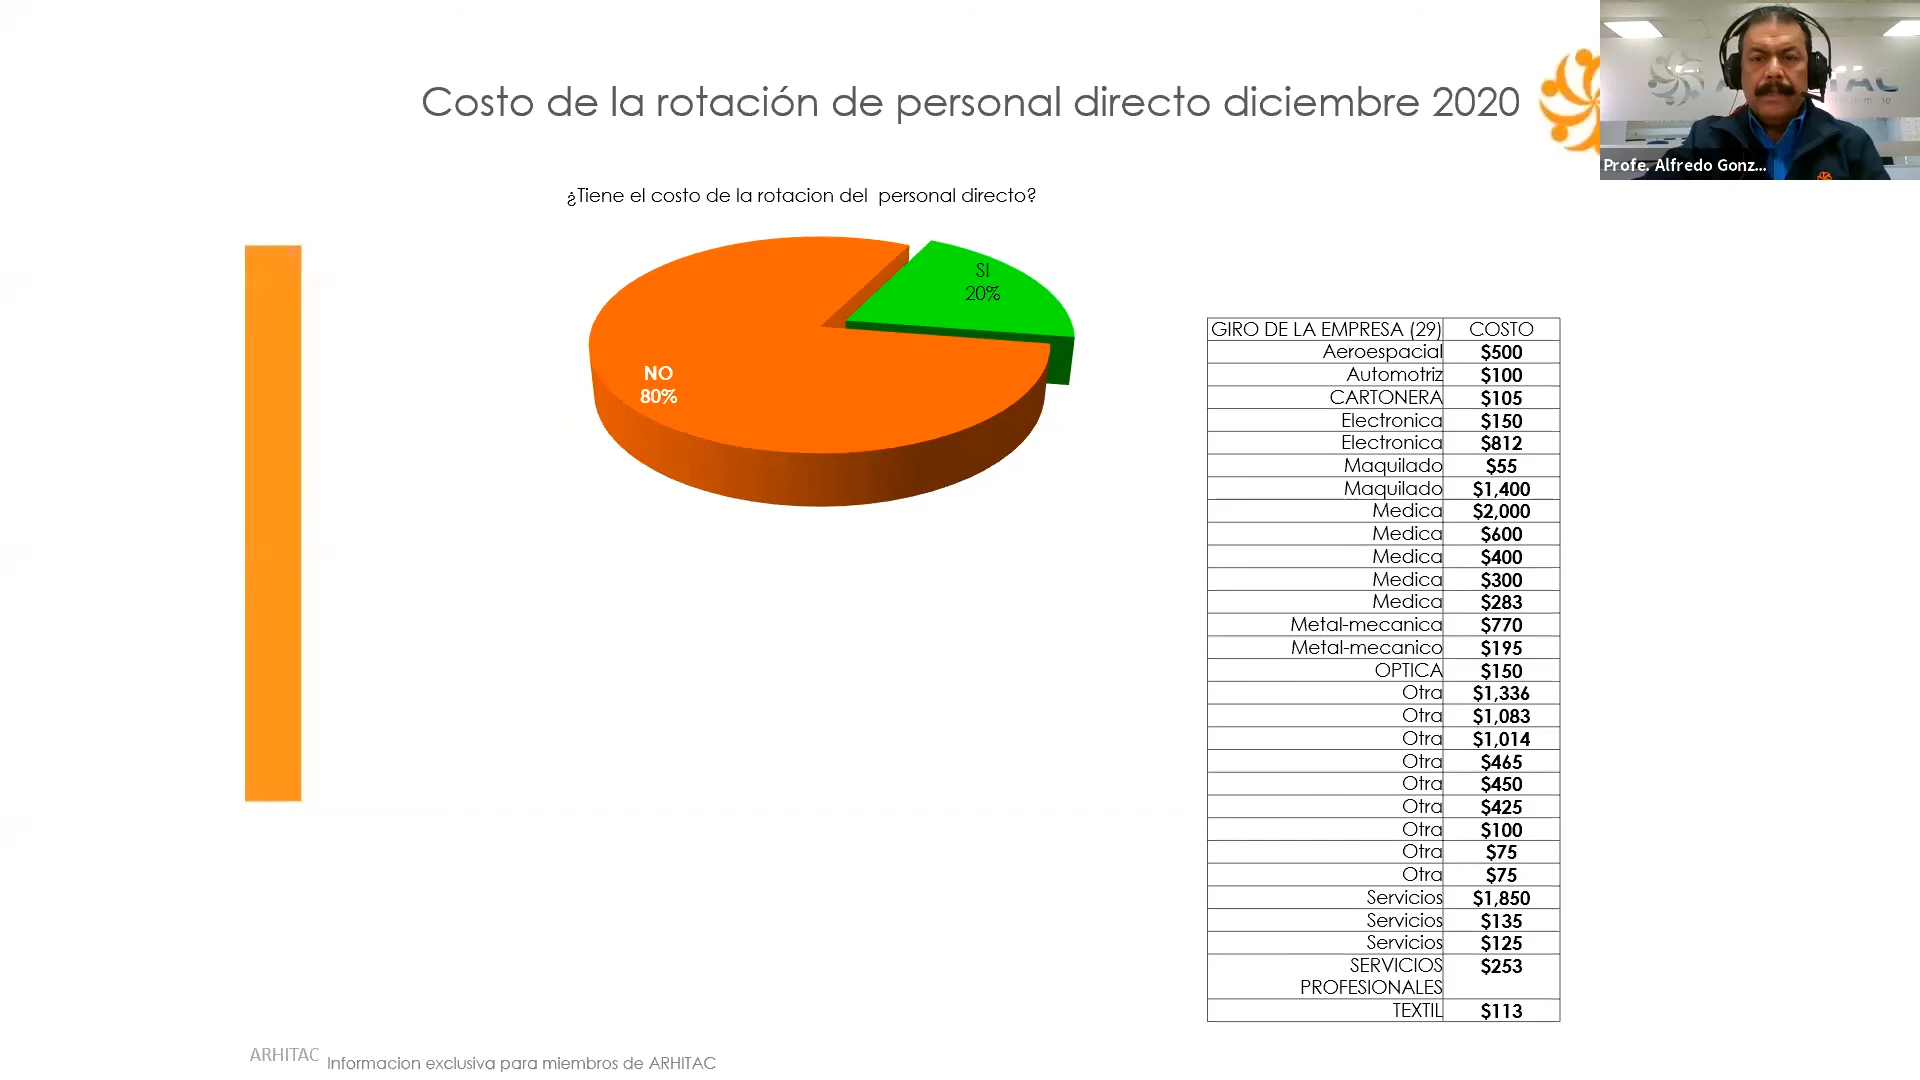 Costo de la rotación de personal directo diciembre 2020
TAC
Profe. Alfredo Gonz...
¿Tiene el costo de la rotacion del personal directo?
SI
20%
NO
80%
GIRO DE LA EMPRESA (29) COSTO
Aeroespacial $500
Automotriz $100
CARTONERA $105
Electronica $150
Electronica $812
Maquilado $55
Maquilado $1,400
Medica $2,000
Medica $600
Medica $400
Medica $300
Medica $283
Metal-mecanica $770
Metal-mecanico $195
OPTICA $150
Otra $1,336
Otra $1,083
Otra $1,014
Otra $465
Otra $450
Otra $425
Otra $100
Otra $75
Otra $75
Servicios $1,850
Servicios $135
Servicios $125
SERVICIOS $253
PROFESIONALES
TEXTIL $113
ARHITAC Informacion exclusiva para miembros de ARHITAC